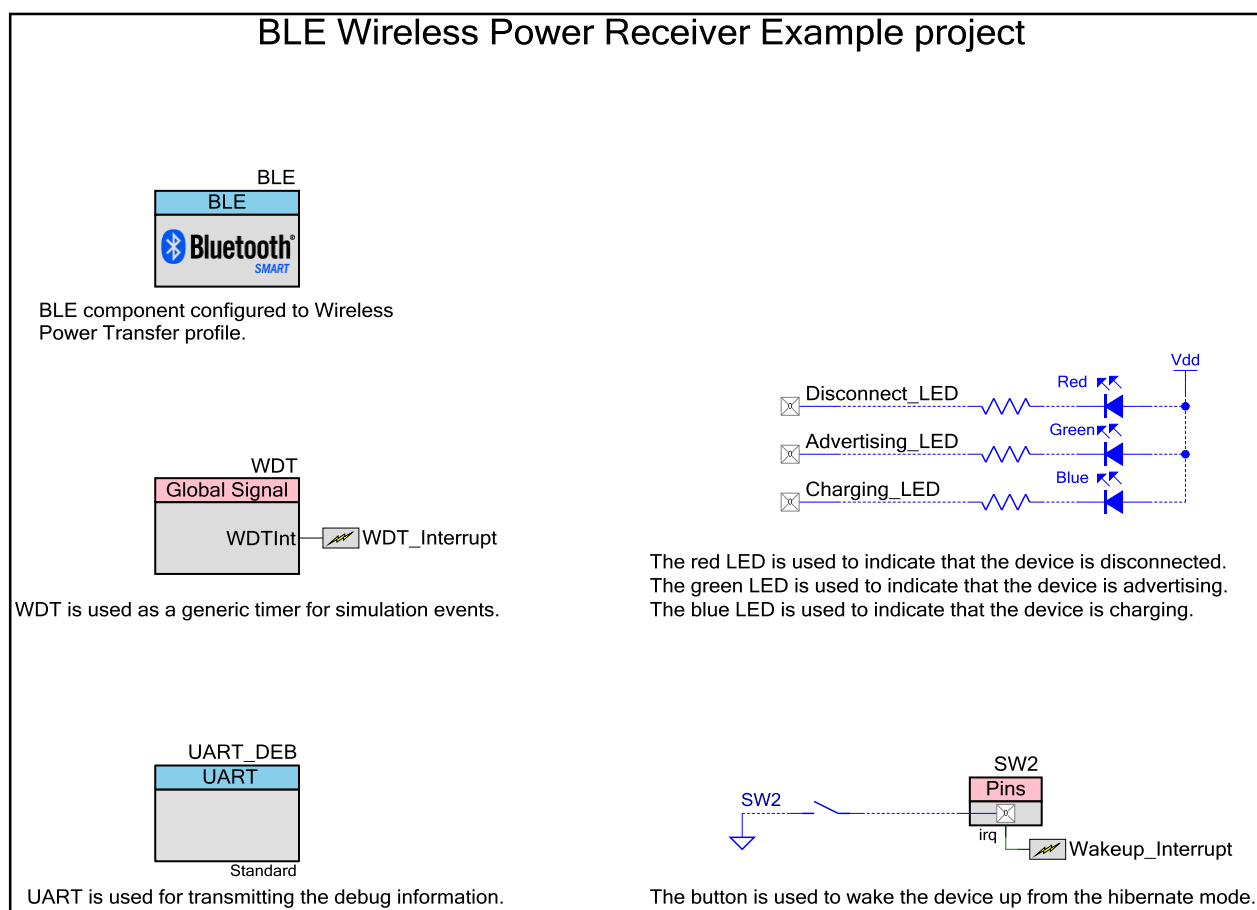 BLE Wireless Power Receiver Example project
BLE
BLE
Bluetooth®
SMART
BLE component configured to Wireless
Power Transfer profile.
WDT
Global Signal
WDTInt
WDT_Interrupt
WDT is used as a generic timer for simulation events.
UART_DEB
UART
Standard
UART is used for transmitting the debug information.
Vdd
Disconnect_LED
Red
Advertising_LED
Green
Charging_LED
Blue
The red LED is used to indicate that the device is disconnected.
The green LED is used to indicate that the device is advertising.
The blue LED is used to indicate that the device is charging.
SW2
Pins
SW2
irq
Wakeup_Interrupt
The button is used to wake the device up from the hibernate mode.